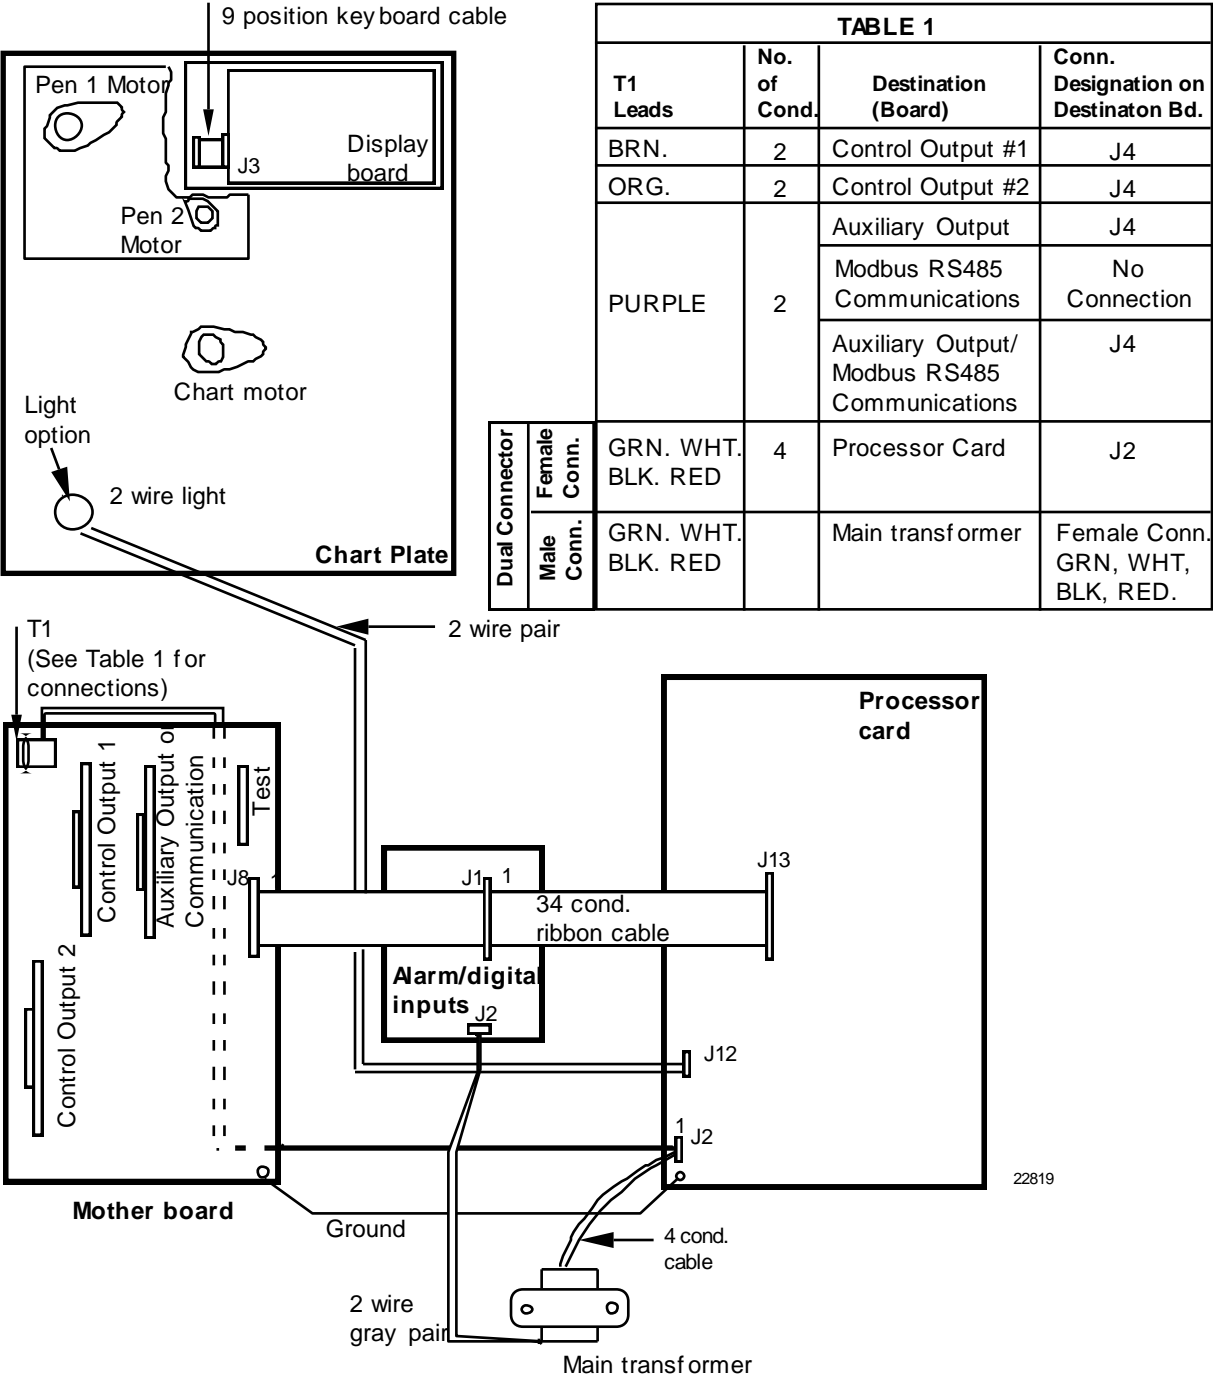 9 position keyboard cable
Pen 1 Motor
J3
Display
board
Pen 2
Motor
Chart motor
Light
option
2 wire light
Chart Plate
TABLE 1
T1
Leads
No.
of
Cond.
Destination
(Board)
Conn.
Designation on
Destinaton Bd.
BRN.
2
Control Output #1
J4
ORG.
2
Control Output #2
J4
PURPLE
2
Auxiliary Output
J4
Modbus RS485
Communications
No
Connection
Auxiliary Output/
Modbus RS485
Communications
J4
Dual Connector
Female
Conn.
GRN. WHT.
BLK. RED
4
Processor Card
J2
Male
Conn.
GRN. WHT.
BLK. RED
Main transformer
Female Conn.
GRN, WHT,
BLK, RED.
2 wire pair
T1
(See Table 1 for
connections)
Control Output 1
Auxiliary Output or
Communication
Test
Control Output 2
J8
Mother board
J1
1
34 cond.
ribbon cable
Alarm/digital
inputs
J2
Processor
card
J13
J12
1
J2
22819
Ground
4 cond.
cable
2 wire
gray pair
Main transformer